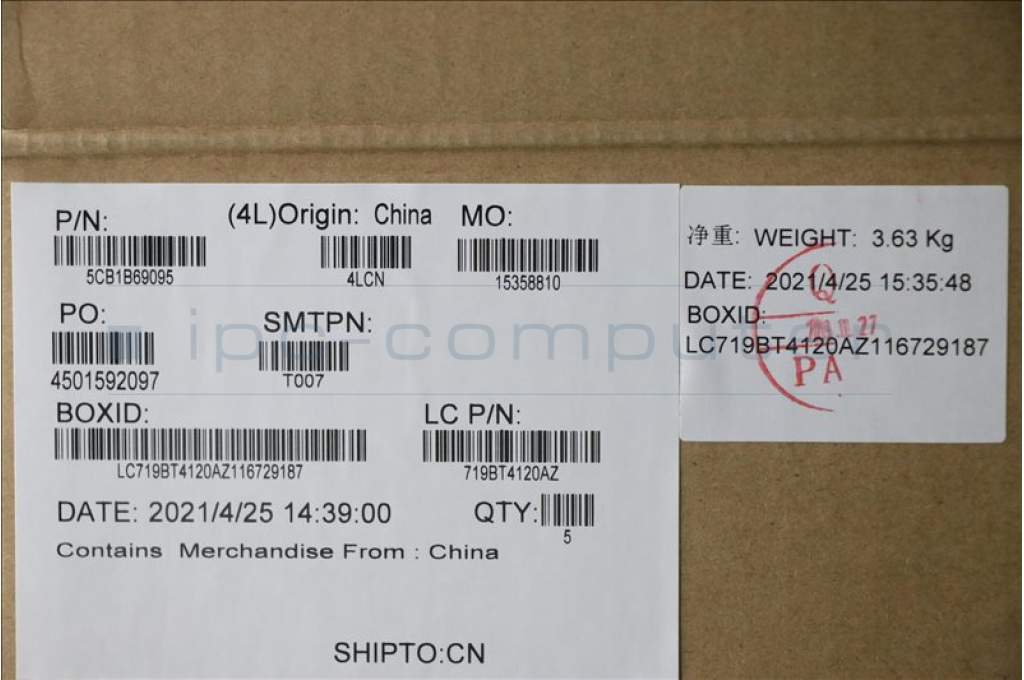 P/N: (4L)Origin: China MO:
5CB1B69095 4LCN 15358810
PO: SMTPN:
4501592097 T007
BOXID: LC P/N:
LC719BT4120AZ116729187 719BT4120AZ
DATE: 2021/4/25 14:39:00 QTY:
5
Contains Merchandise From : China
SHIPTO:CN
净重: WEIGHT: 3.63 Kg
DATE: 2021/4/25 15:35:48
BOXID:
LC719BT4120AZ116729187
Q
PA
ipc-computer